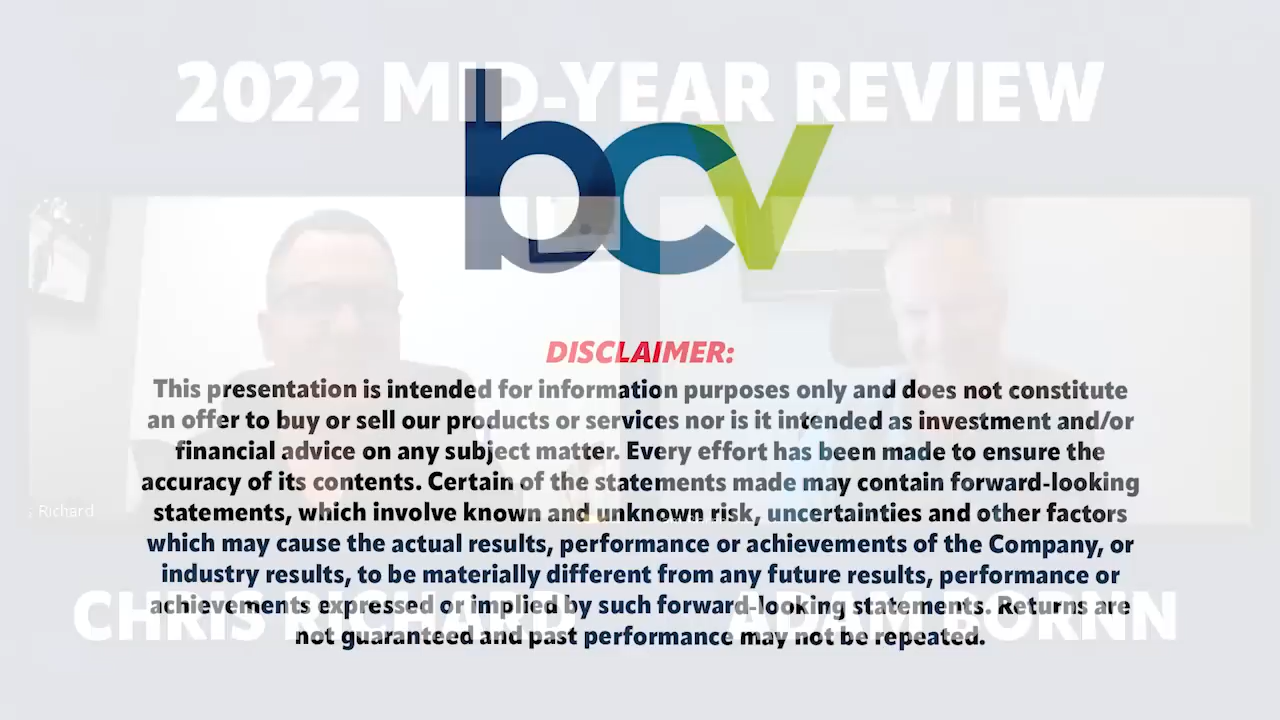 2022 MID-YEAR REVIEW
bcv
DISCLAIMER:
This presentation is intended for information purposes only and does not constitute
an offer to buy or sell our products or services nor is it intended as investment and/or
financial advice on any subject matter. Every effort has been made to ensure the
accuracy of its contents. Certain of the statements made may contain forward-looking
statements, which involve known and unknown risk, uncertainties and other factors
which may cause the actual results, performance or achievements of the Company, or
industry results, to be materially different from any future results, performance or
achievements expressed or implied by such forward-looking statements. Returns are
not guaranteed and past performance may not be repeated.
Richard
CHRIS RICHARD
ADAM BORNN